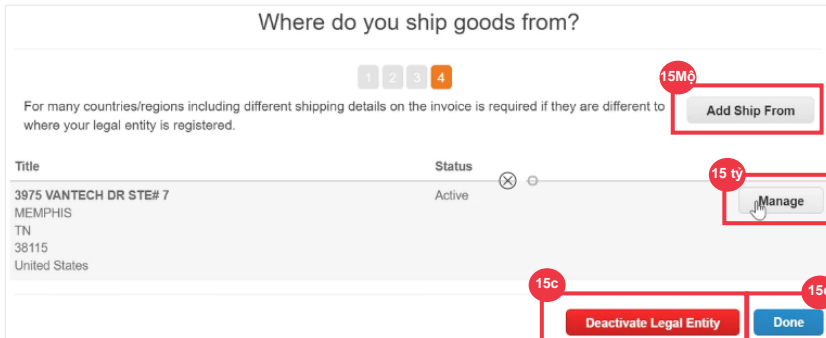 Where do you ship goods from?
1 2 3 4
15Mộ
For many countries/regions including different shipping details on the invoice is required if they are different to
where your legal entity is registered.
Add Ship From
Title Status
15 tỷ
3975 VANTECH DR STE# 7 Active
Manage
MEMPHIS
TN
38115
United States
15c
Deactivate Legal Entity Done